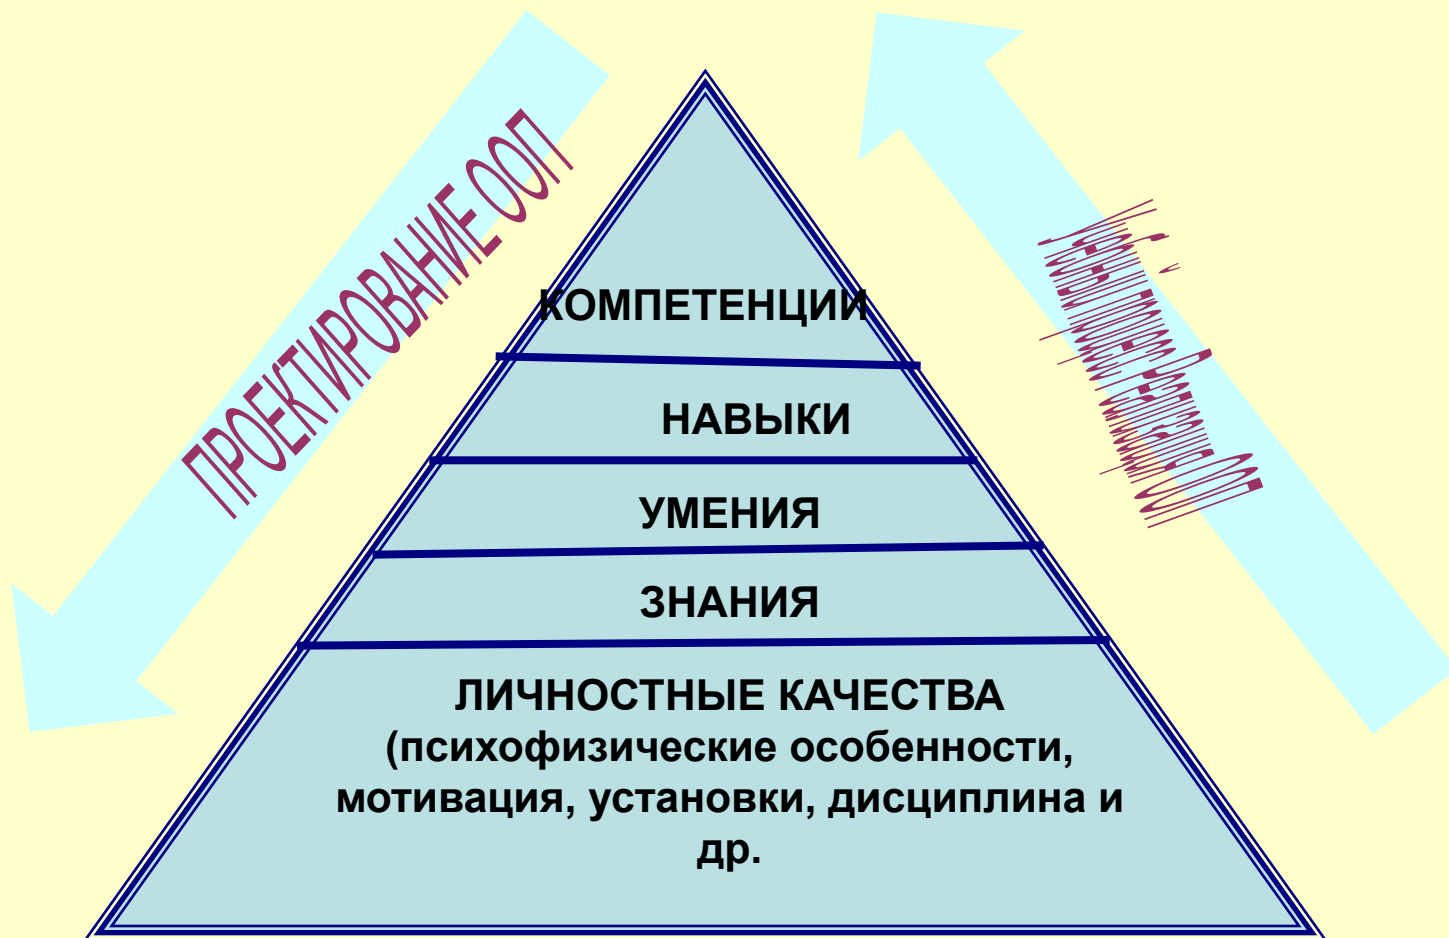 ПРОЕКТИРОВАНИЕ ООП
КОМПЕТЕНЦИИ
НАВЫКИ
УМЕНИЯ
ЗНАНИЯ
ЛИЧНОСТНЫЕ КАЧЕСТВА
(психофизические особенности,
мотивация, установки, дисциплина и
др.